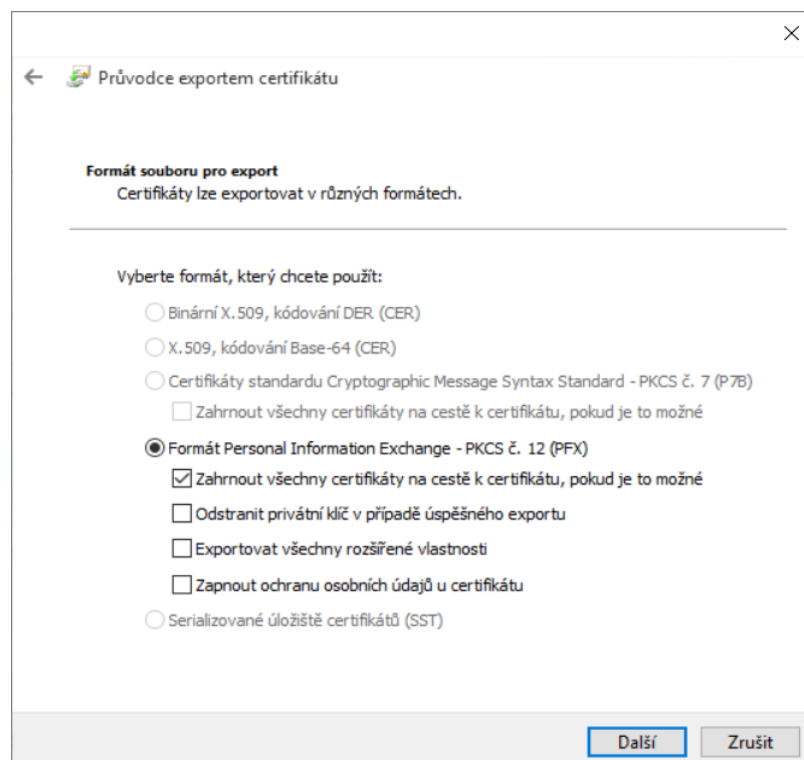 Průvodce exportem certifikátu
Formát souboru pro export
Certifikáty lze exportovat v různých formátech.
Vyberte formát, který chcete použít:
Binární X.509, kódování DER (CER)
X.509, kódování Base-64 (CER)
Certifikáty standardu Cryptographic Message Syntax Standard - PKCS č. 7 (P7B)
Zahrnout všechny certifikáty na cestě k certifikátu, pokud je to možné
Formát Personal Information Exchange - PKCS č. 12 (PFX)
Zahrnout všechny certifikáty na cestě k certifikátu, pokud je to možné
Odstranit privátní klíč v případě úspěšného exportu
Exportovat všechny rozšířené vlastnosti
Zapnout ochranu osobních údajů u certifikátu
Serializované úložiště certifikátů (SST)
Další Zrušit